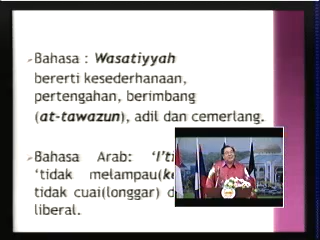 Bahasa : Wasatiyyah
bererti kesederhanaan,
pertengahan, berimbang
(at-tawazun), adil dan cemerlang.
Bahasa Arab:
'tidak melampau
tidak cuai(longgar)
liberal.